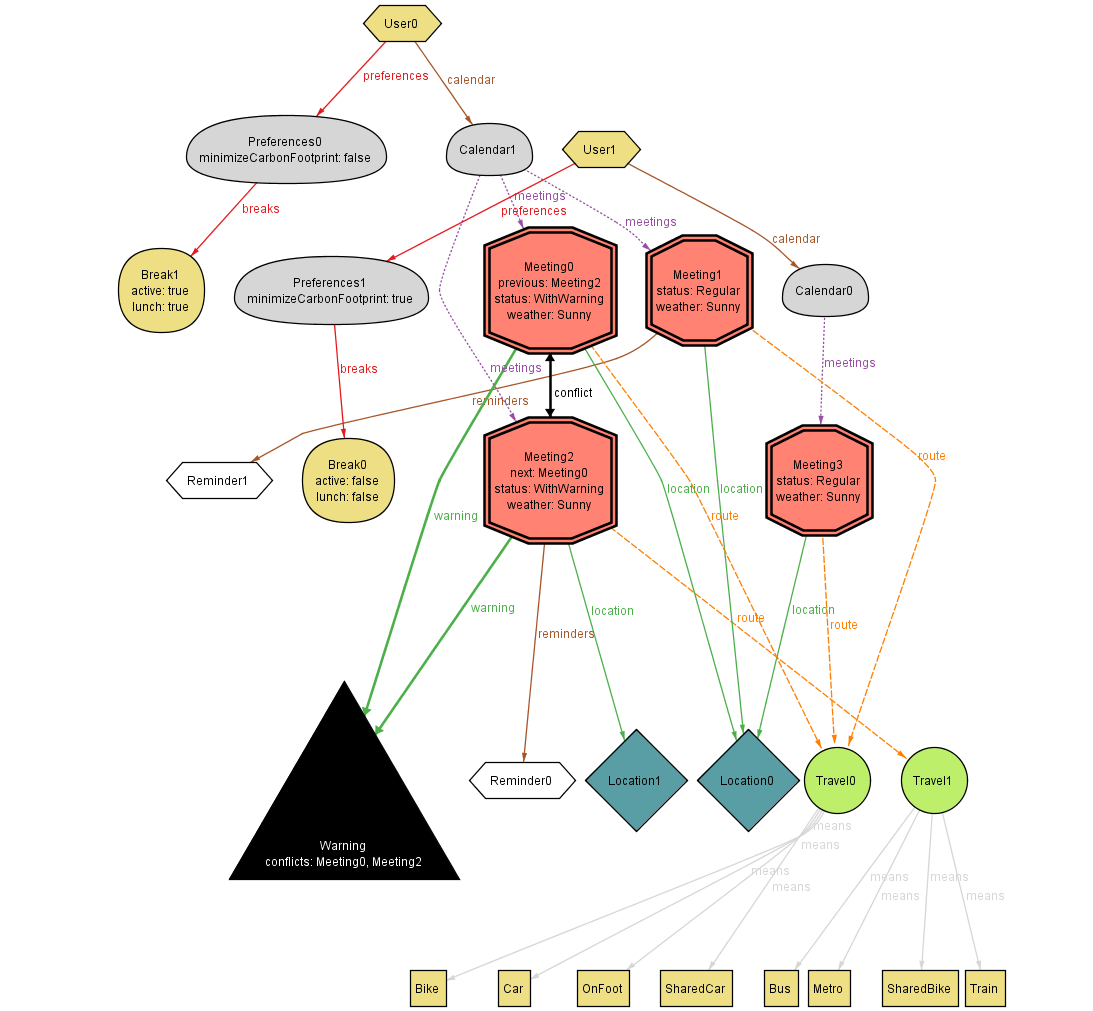 User0
preferences
calendar
Preferences0
minimizeCarbonFootprint: false
Calendar1
User1
breaks
meetings
preferences
meetings
calendar
Break1
active: true
lunch: true
Preferences1
minimizeCarbonFootprint: true
Meeting0
previous: Meeting2
status: WithWarning
weather: Sunny
Meeting1
status: Regular
weather: Sunny
Calendar0
breaks
meetings
conflict
meetings
reminders
Reminder1
Break0
active: false
lunch: false
Meeting2
next: Meeting0
status: WithWarning
weather: Sunny
Meeting3
status: Regular
weather: Sunny
route
location
location
warning
route
warning
location
location
route
route
reminders
Reminder0
Location1
Location0
Travel0
Travel1
Warning
conflicts: Meeting0, Meeting2
means
means
means
means
means
means
means
means
Bike
Car
OnFoot
SharedCar
Bus
Metro
SharedBike
Train